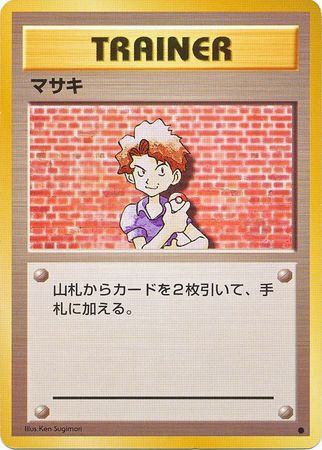 TRAINER
マサキ
山札からカードを2枚引いて、手
札に加える。
Illus.Ken Sugimori